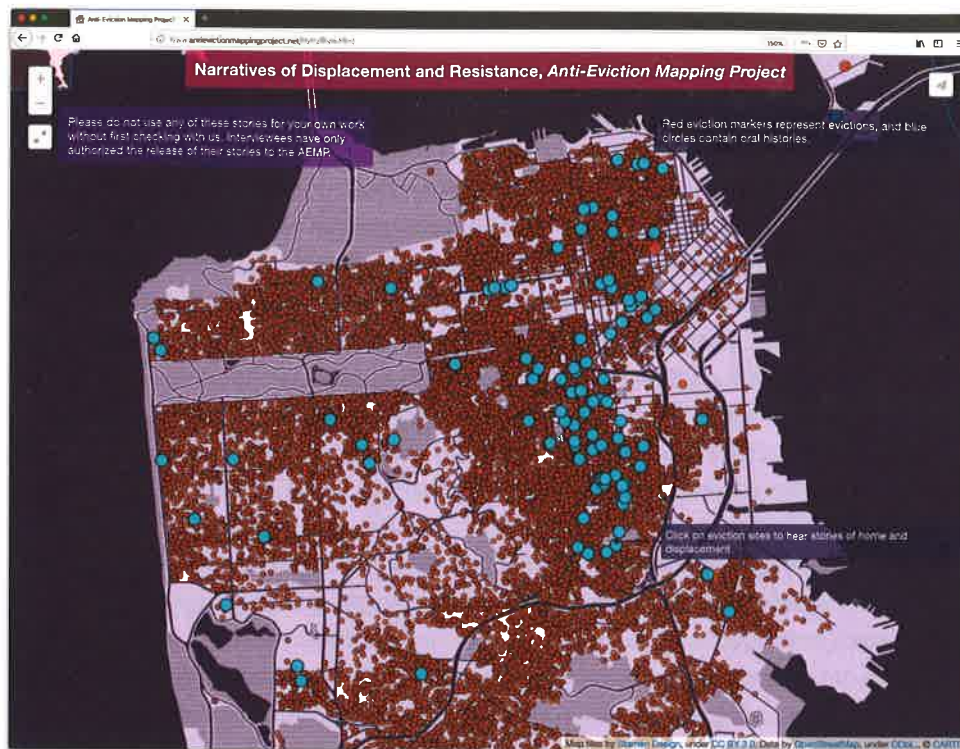 Anti-Eviction Mapping Project
150%
Narratives of Displacement and Resistance, Anti-Eviction Mapping Project
Please do not use any of these stories for your own work
without first checking with us. Interviewees have only
authorized the release of their stories to the AEMP.
Red eviction markers represent evictions, and blue
circles contain oral histories.
Click on eviction sites to hear stories of home and
displacement
Map tiles by Stamen Design, under CC BY 3.0. Data by OpenStreetMap, under ODbL. ©